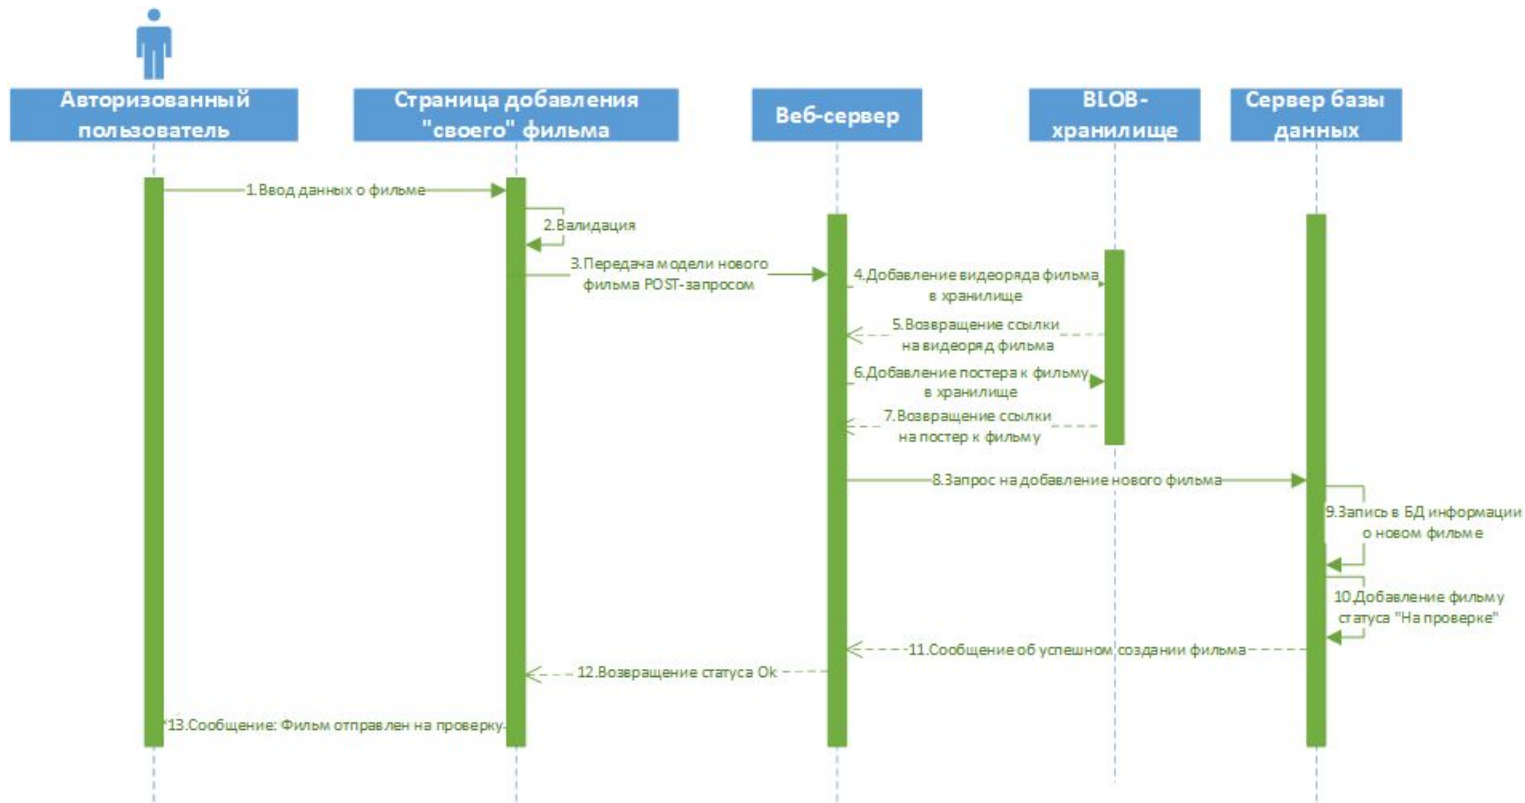 Авторизованный
пользователь
Страница добавления
"своего" фильма
Веб-сервер
BLOB-
хранилище
Сервер базы
данных
1.Ввод данных о фильме
2.Валидация
3.Передача модели нового
фильма POST-запросом
4.Добавление видеоряда фильма
в хранилище
5.Возвращение ссылки
на видеоряд фильма
6.Добавление постера к фильму
в хранилище
7.Возвращение ссылки
на постер к фильму
8.Запрос на добавление нового фильма
9.Запись в БД информации
о новом фильме
10.Добавление фильму
статуса "На проверке"
11.Сообщение об успешном создании фильма
12.Возвращение статуса Ok
13.Сообщение: Фильм отправлен на проверку